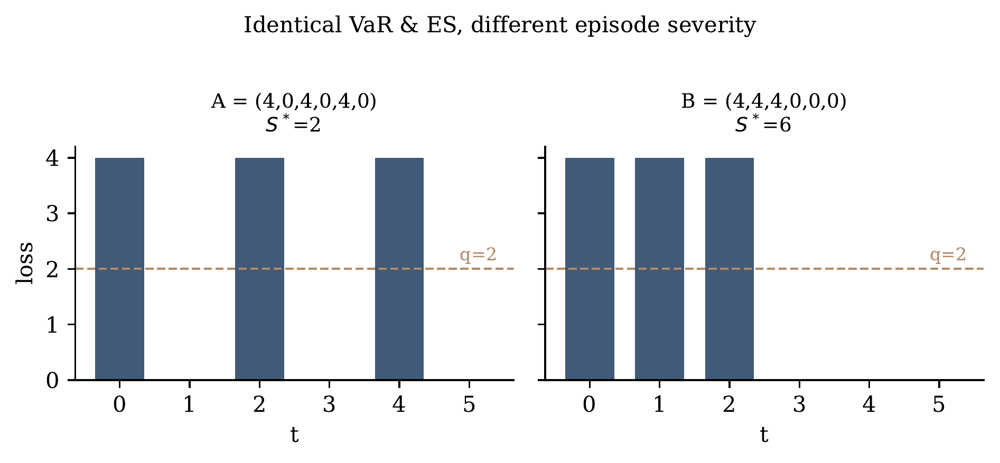 Identical VaR & ES, different episode severity
A = (4,0,4,0,4,0)
S*=2
B = (4,4,4,0,0,0)
S*=6
4
3
2
1
0
loss
q=2
q=2
0 1 2 3 4 5
0 1 2 3 4 5
t
t